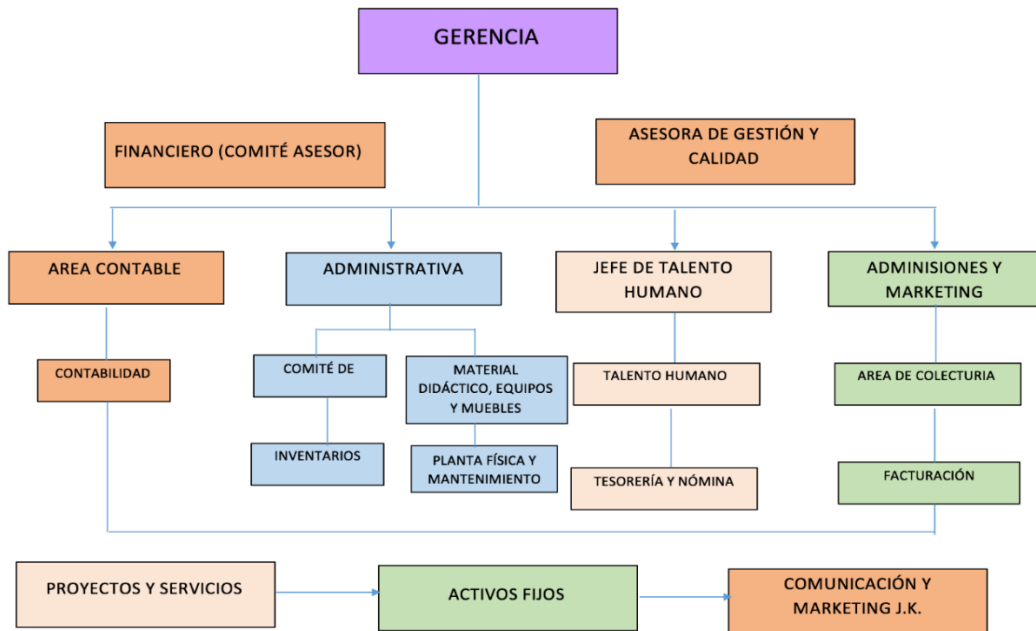 GERENCIA
FINANCIERO (COMITÉ ASESOR)
ASESORA DE GESTIÓN Y
CALIDAD
AREA CONTABLE
ADMINISTRATIVA
JEFE DE TALENTO
HUMANO
ADMINISIONES Y
MARKETING
CONTABILIDAD
COMITÉ DE
MATERIAL
DIDÁCTICO, EQUIPOS
Y MUEBLES
TALENTO HUMANO
AREA DE COLECTURIA
INVENTARIOS
PLANTA FÍSICA Y
MANTENIMIENTO
TESORERÍA Y NÓMINA
FACTURACIÓN
PROYECTOS Y SERVICIOS
ACTIVOS FIJOS
COMUNICACIÓN Y
MARKETING J.K.